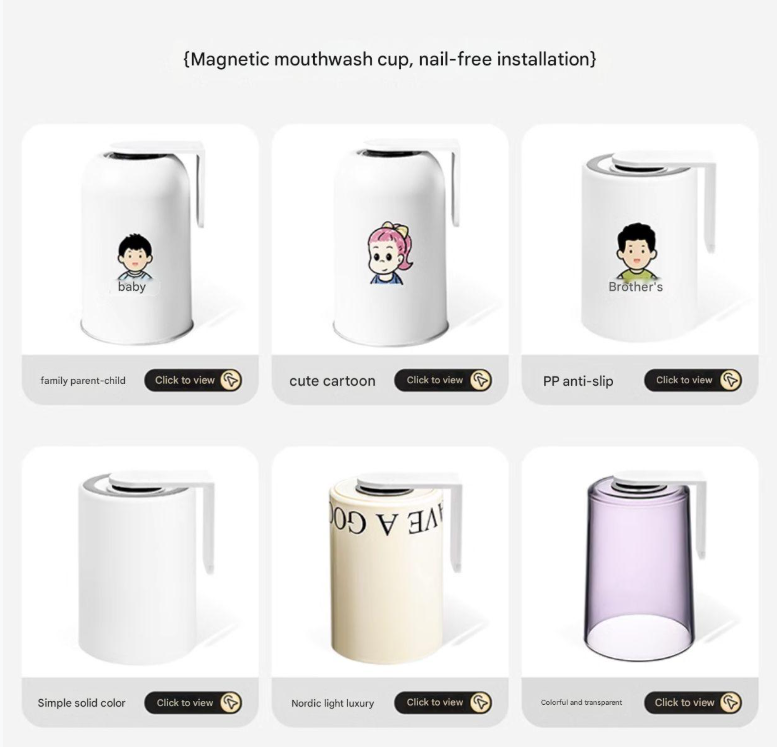 {Magnetic mouthwash cup, nail-free installation}
baby
Brother's
family parent-child
Click to view
cute cartoon
Click to view
PP anti-slip
Click to view
AVE A GOO
Simple solid color
Click to view
Nordic light luxury
Click to view
Colorful and transparent
Click to view